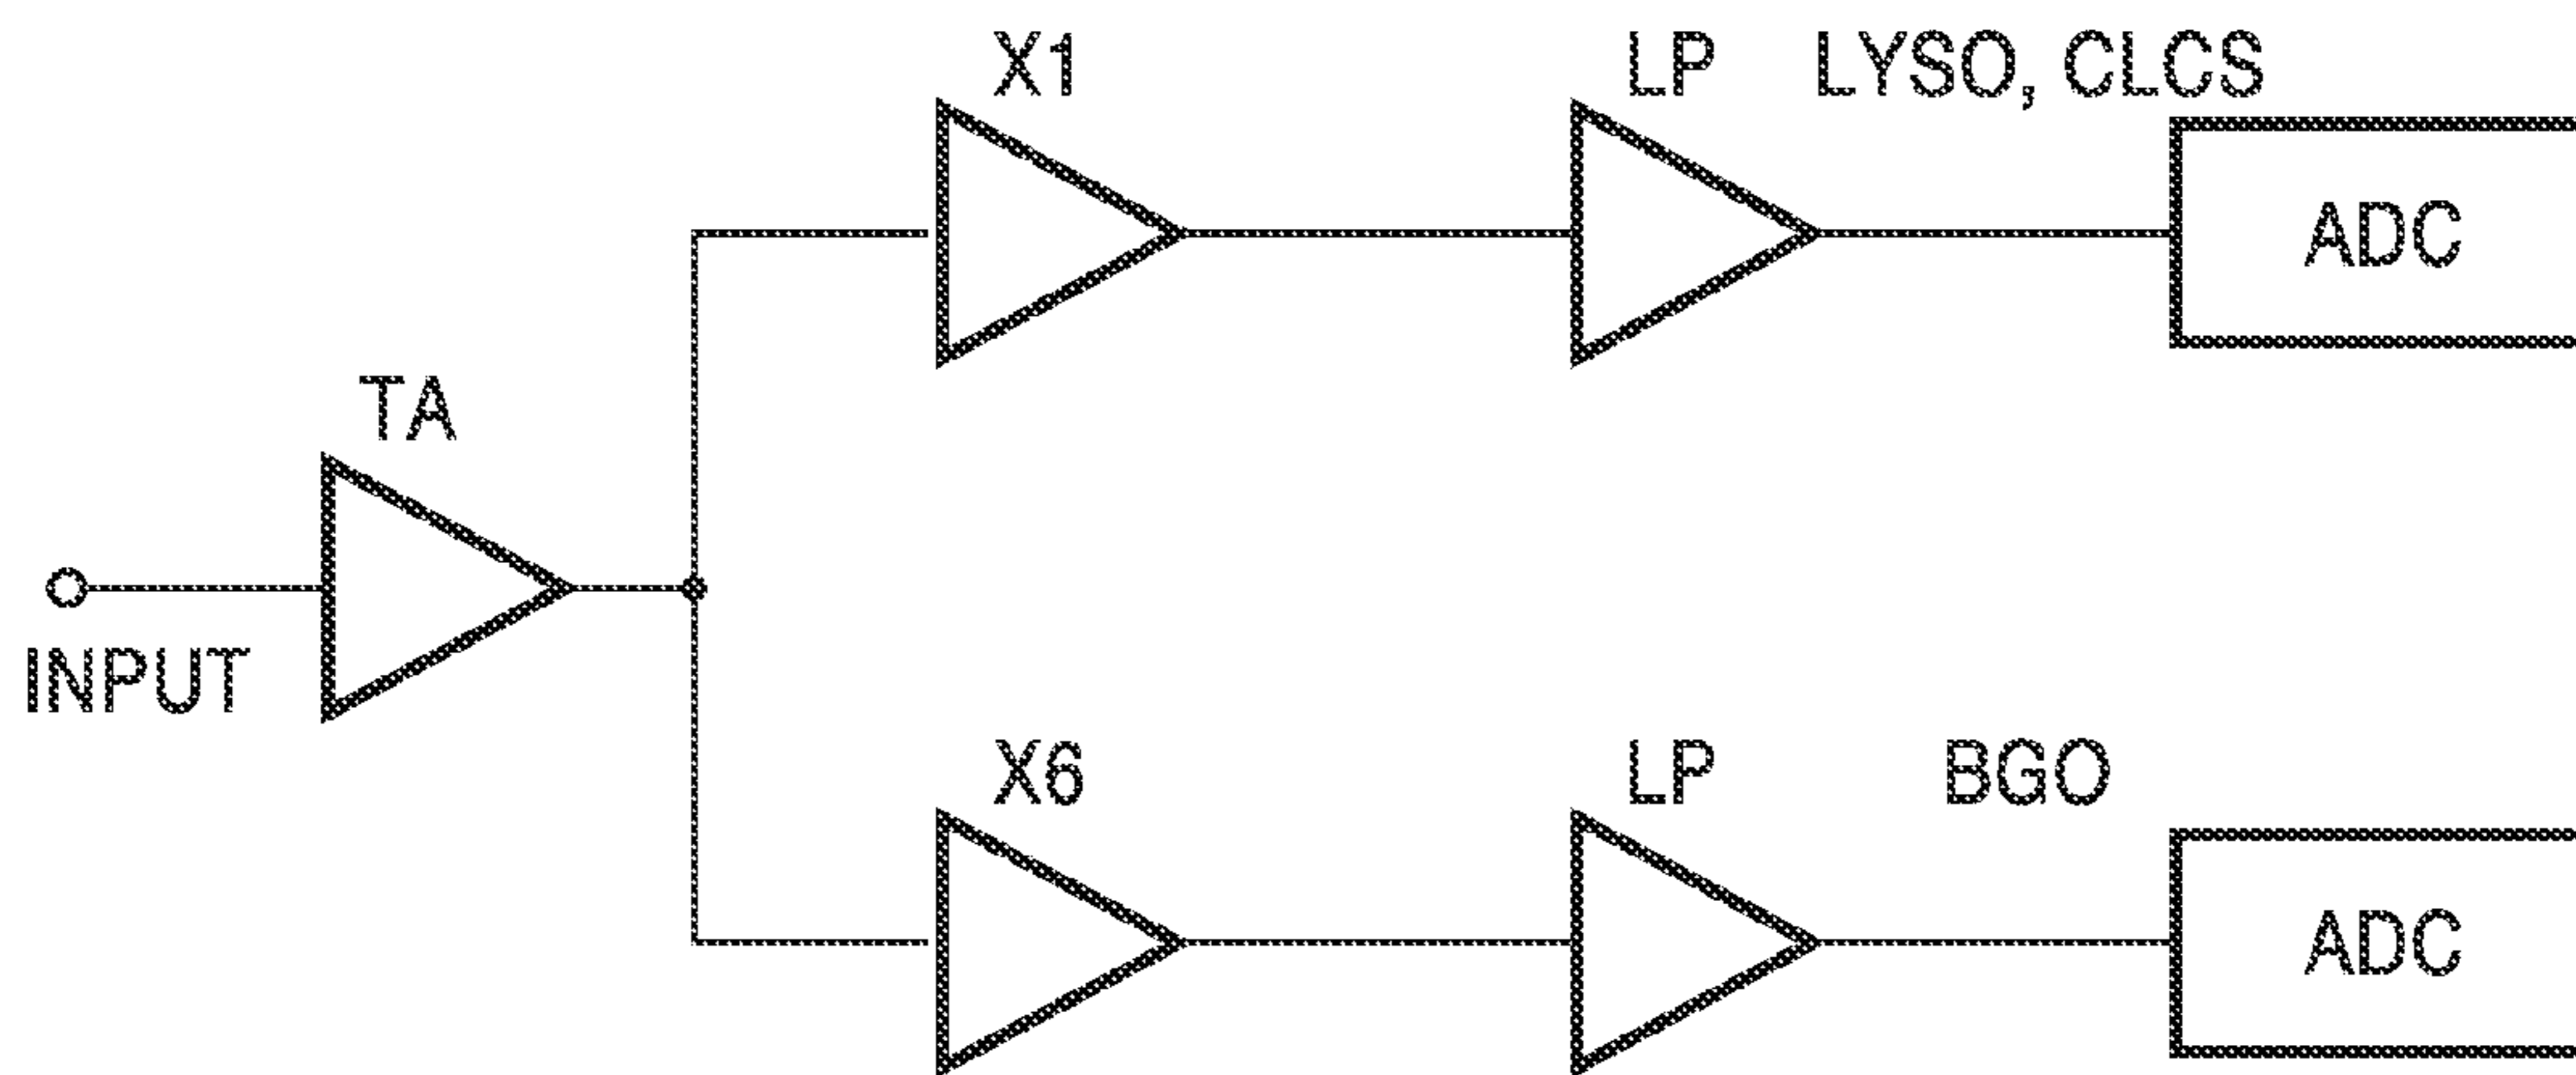 X1
LP
LYSO, CLCS
ADC
TA
INPUT
X6
LP
BGO
ADC